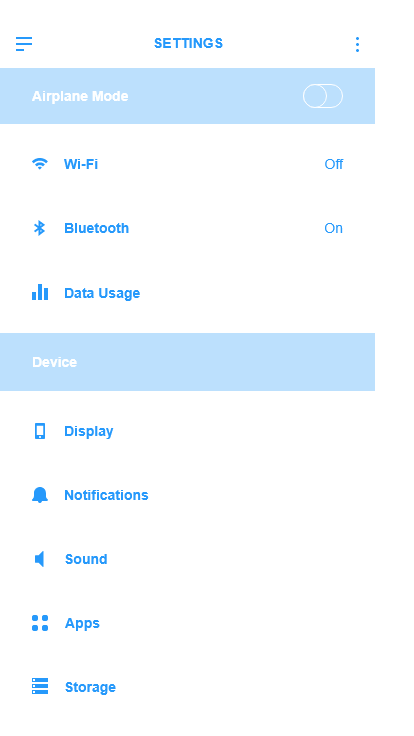 SETTINGS
Airplane Mode
Wi-Fi Off
Bluetooth On
Data Usage
Device
Display
Notifications
Sound
Apps
Storage